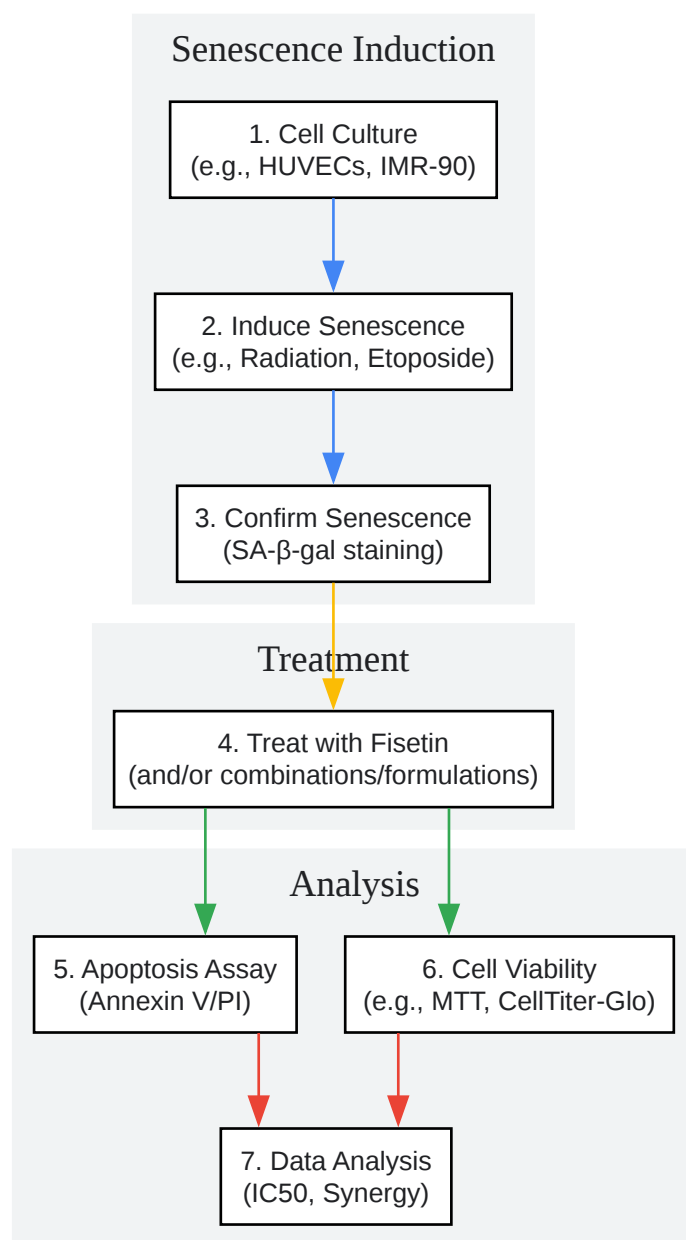 Senescence Induction
1. Cell Culture
(e.g., HUVECs, IMR-90)
2. Induce Senescence
(e.g., Radiation, Etoposide)
3. Confirm Senescence
(SA-β-gal staining)
Treatment
4. Treat with Fisetin
(and/or combinations/formulations)
Analysis
5. Apoptosis Assay
(Annexin V/PI)
6. Cell Viability
(e.g., MTT, CellTiter-Glo)
7. Data Analysis
(IC50, Synergy)